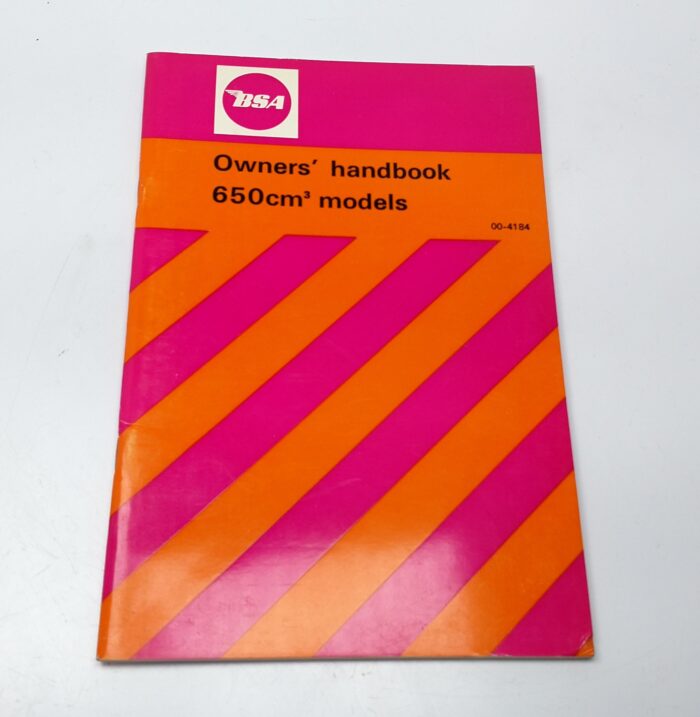 BSA
Owners' handbook
650cm³ models
00-4184